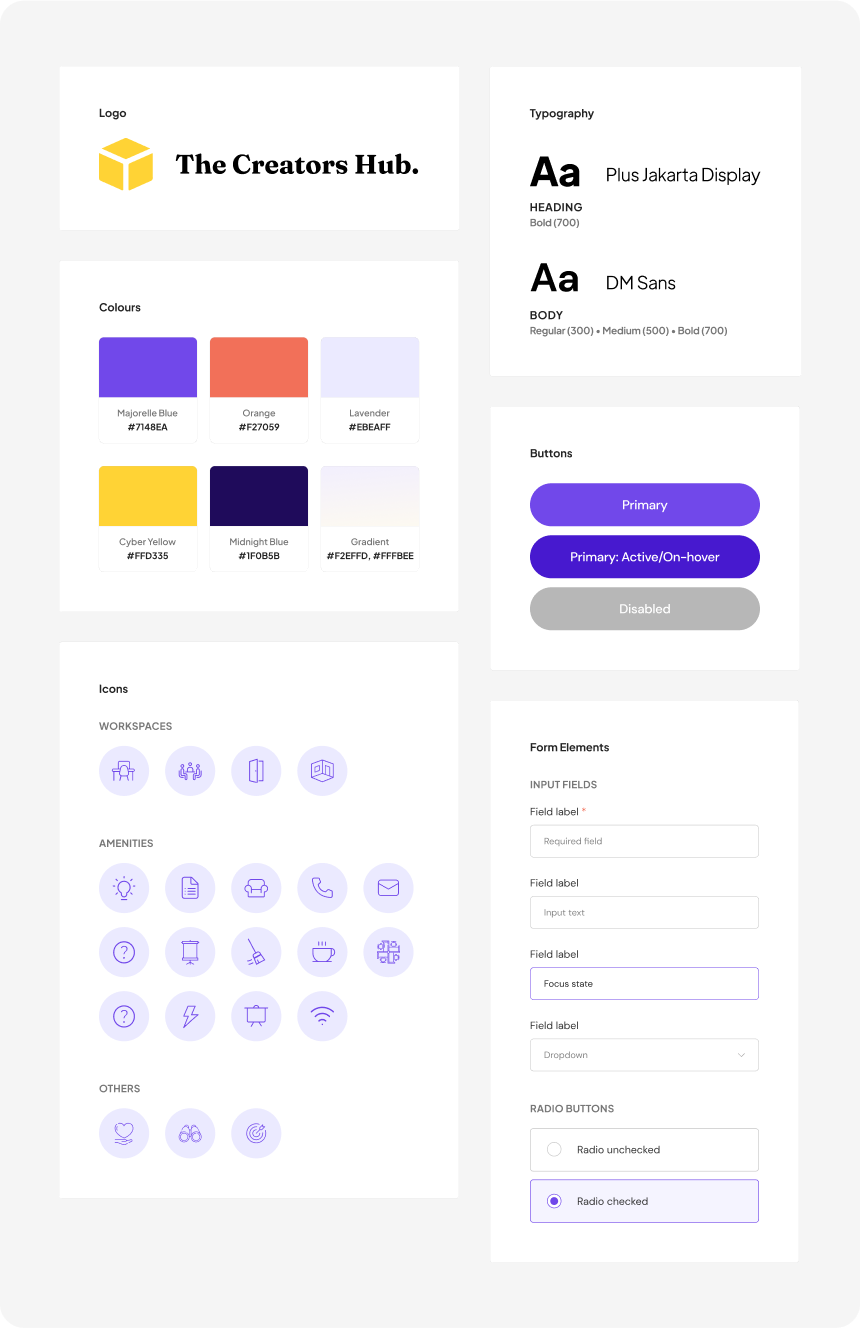 Logo
The Creators Hub.
Colours
Majorelle Blue
#7148EA
Orange
#F27059
Lavender
#EBEAFF
Cyber Yellow
#FFD335
Midnight Blue
#1F0B5B
Gradient
#F2EFFD, #FFFBEE
Icons
WORKSPACES
AMENITIES
?
?
OTHERS
Typography
Aa
Plus Jakarta Display
HEADING
Bold (700)
Aa
DM Sans
BODY
Regular (300) • Medium (500) • Bold (700)
Buttons
Primary
Primary: Active/On-hover
Disabled
Form Elements
INPUT FIELDS
Field label *
Required field
Field label
Input text
Field label
Focus state
Field label
Dropdown
RADIO BUTTONS
Radio unchecked
Radio checked